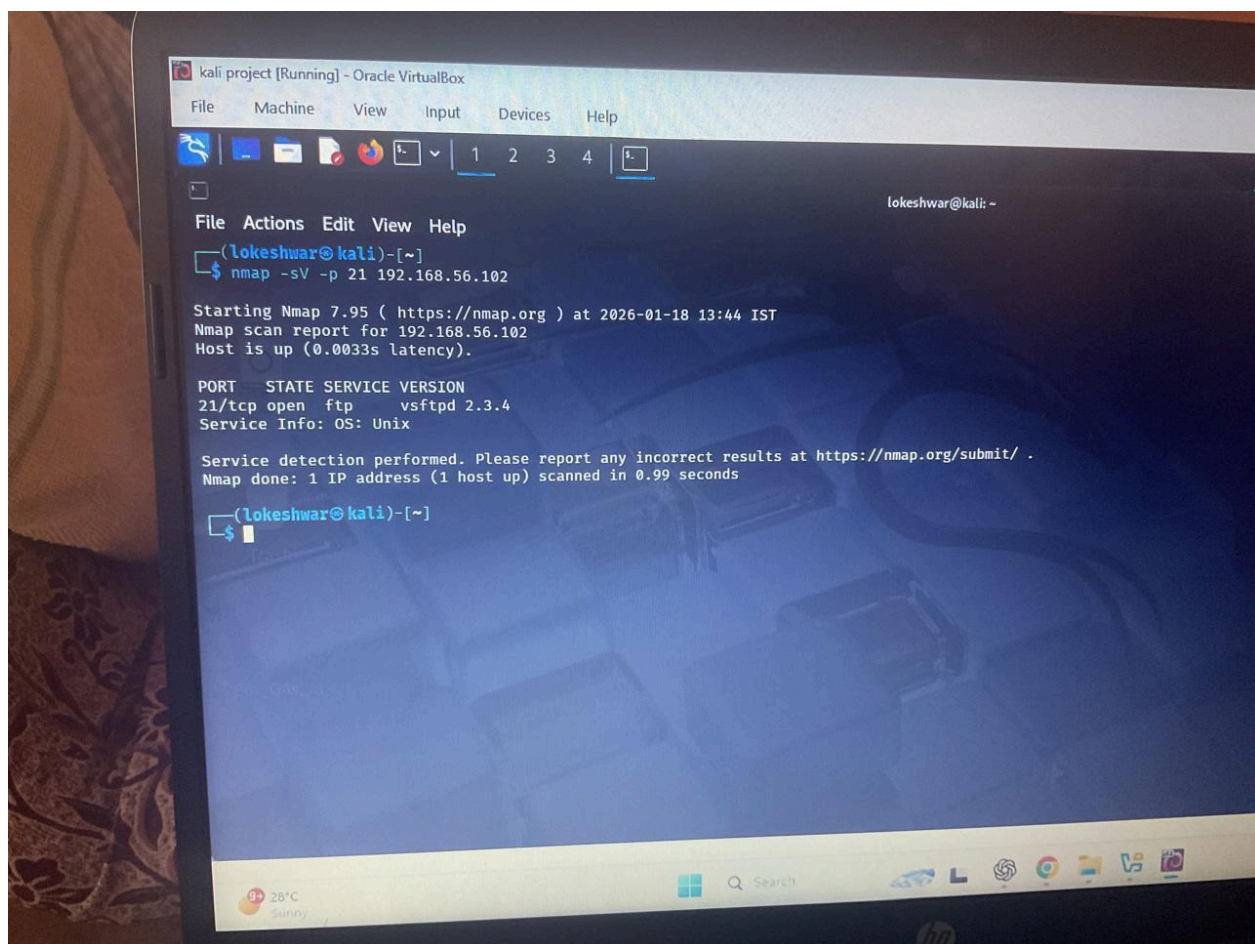 kali project [Running] - Oracle VirtualBox
File Machine View Input Devices Help
1 2 3 4
lokeshwar@kali: ~
File Actions Edit View Help
(lokeshwar㉿kali)-[~]
$ nmap -sV -p 21 192.168.56.102
Starting Nmap 7.95 ( https://nmap.org ) at 2026-01-18 13:44 IST
Nmap scan report for 192.168.56.102
Host is up (0.0033s latency).
PORT STATE SERVICE VERSION
21/tcp open ftp vsftpd 2.3.4
Service Info: OS: Unix
Service detection performed. Please report any incorrect results at https://nmap.org/submit/ .
Nmap done: 1 IP address (1 host up) scanned in 0.99 seconds
(lokeshwar㉿kali)-[~]
$
9+ 28°C
Sunny
Search
hp